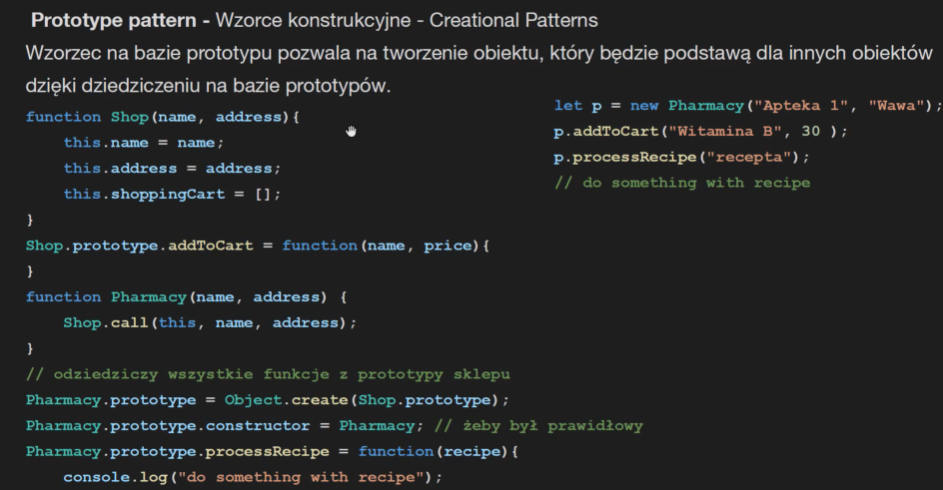 Prototype pattern - Wzorce konstrukcyjne - Creational Patterns
Wzorzec na bazie prototypu pozwala na tworzenie obiektu, który będzie podstawą dla innych obiektów
dzięki dziedziczeniu na bazie prototypów.
function Shop(name, address){
    this.name = name;
    this.address = address;
    this.shoppingCart = [];
}
Shop.prototype.addToCart = function(name, price){
}
function Pharmacy(name, address) {
    Shop.call(this, name, address);
}
// odziedziczy wszystkie funkcje z prototypy sklepu
Pharmacy.prototype = Object.create(Shop.prototype);
Pharmacy.prototype.constructor = Pharmacy; // żeby był prawidłowy
Pharmacy.prototype.processRecipe = function(recipe){
    console.log("do something with recipe");
let p = new Pharmacy("Apteka 1", "Wawa");
p.addToCart("Witamina B", 30 );
p.processRecipe("recepta");
// do something with recipe